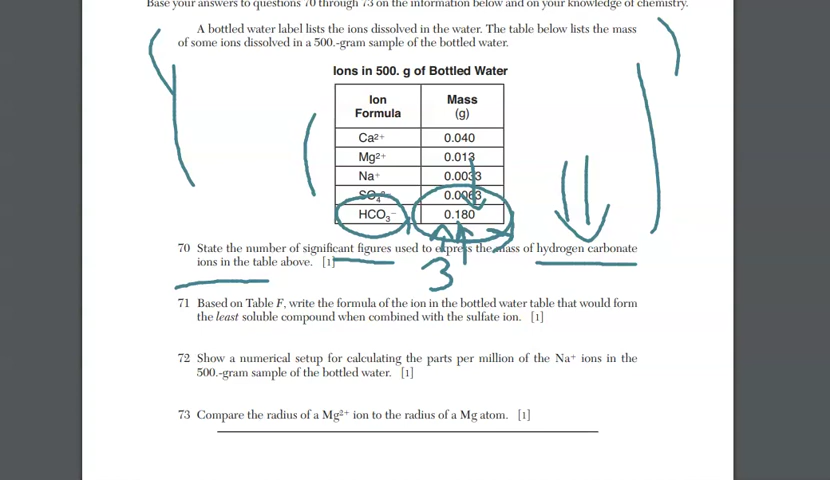 Base your answers to questions 70 through 73 on the information below and on your knowledge of chemistry.
A bottled water label lists the ions dissolved in the water. The table below lists the mass
of some ions dissolved in a 500.-gram sample of the bottled water.
Ions in 500. g of Bottled Water
Ion Formula Mass (g)
Ca²⁺ 0.040
Mg²⁺ 0.013
Na⁺ 0.0033
SO₄²⁻ 0.0063
HCO₃⁻ 0.180
70 State the number of significant figures used to express the mass of hydrogen carbonate
ions in the table above. [1]
3
71 Based on Table F, write the formula of the ion in the bottled water table that would form
the least soluble compound when combined with the sulfate ion. [1]
72 Show a numerical setup for calculating the parts per million of the Na⁺ ions in the
500.-gram sample of the bottled water. [1]
73 Compare the radius of a Mg²⁺ ion to the radius of a Mg atom. [1]